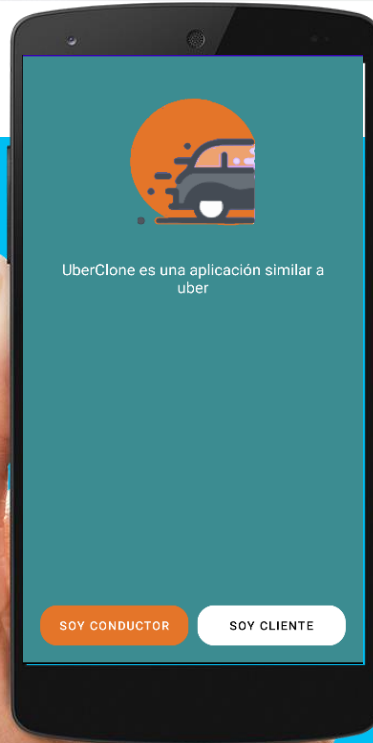 UberClone es una aplicación similar a
uber
SOY CONDUCTOR
SOY CLIENTE